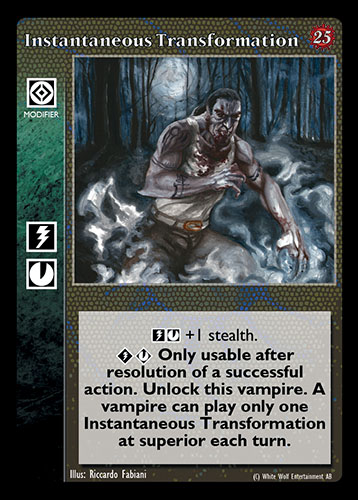 Instantaneous Transformation 25
MODIFIER
+1 stealth.
Only usable after
resolution of a successful
action. Unlock this vampire. A
vampire can play only one
Instantaneous Transformation
at superior each turn.
Illus: Riccardo Fabiani (C) White Wolf Entertainment AB